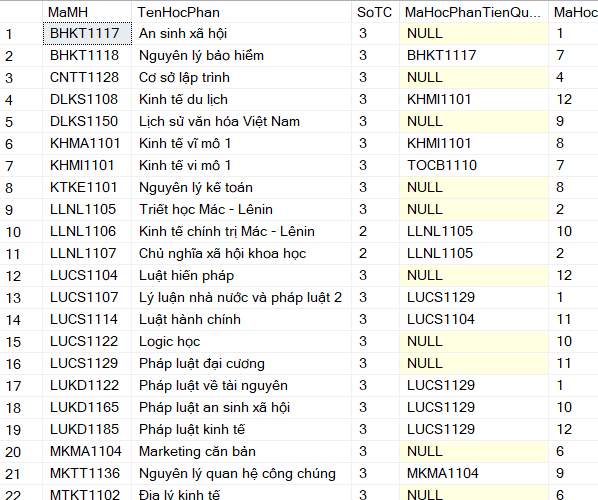 MaMH TenHocPhan SoTC MaHocPhanTienQu... MaHoc
1 BHKT1117 An sinh xã hội 3 NULL 1
2 BHKT1118 Nguyên lý bảo hiểm 3 BHKT1117 7
3 CNTT1128 Cơ sở lập trình 3 NULL 4
4 DLKS1108 Kinh tế du lịch 3 KHMI1101 12
5 DLKS1150 Lịch sử văn hóa Việt Nam 3 NULL 9
6 KHMA1101 Kinh tế vĩ mô 1 3 KHMI1101 8
7 KHMI1101 Kinh tế vi mô 1 3 TOCB1110 7
8 KTKE1101 Nguyên lý kế toán 3 NULL 8
9 LLNL1105 Triết học Mác - Lênin 3 NULL 2
10 LLNL1106 Kinh tế chính trị Mác - Lênin 2 LLNL1105 10
11 LLNL1107 Chủ nghĩa xã hội khoa học 2 LLNL1105 2
12 LUCS1104 Luật hiến pháp 3 NULL 12
13 LUCS1107 Lý luận nhà nước và pháp luật 2 3 LUCS1129 1
14 LUCS1114 Luật hành chính 3 LUCS1104 11
15 LUCS1122 Logic học 3 NULL 10
16 LUCS1129 Pháp luật đại cương 3 NULL 11
17 LUKD1122 Pháp luật về tài nguyên 3 LUCS1129 1
18 LUKD1165 Pháp luật an sinh xã hội 3 LUCS1129 10
19 LUKD1185 Pháp luật kinh tế 3 LUCS1129 12
20 MKMA1104 Marketing căn bản 3 NULL 6
21 MKTT1136 Nguyên lý quan hệ công chúng 3 MKMA1104 9
22 MTKT1102 Địa lý kinh tế 3 NULL 6